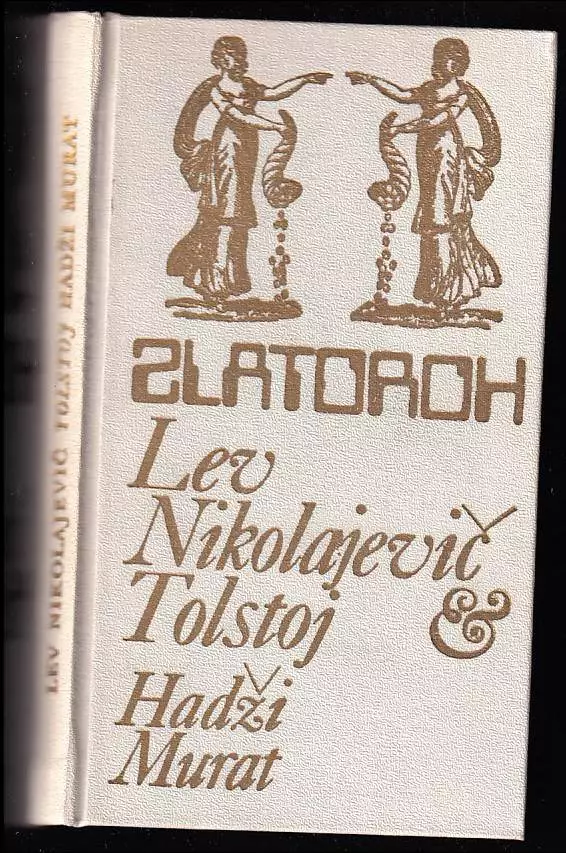 LEV NIKOLAJEVIČ TOLSTOJ HADŽI MURAT
ZLATOROH
Lev
Nikolajevič
Tolstoj &
Hadži
Murat